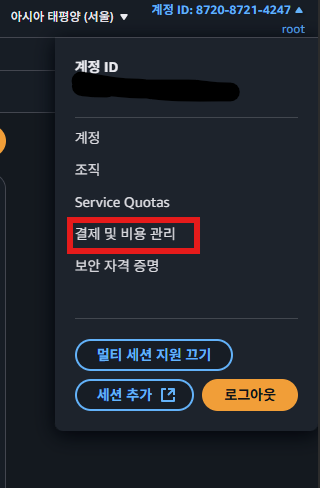 아시아 태평양 (서울) ▼
계정 ID: 8720-8721-4247 ▲
root
계정 ID
계정
조직
Service Quotas
결제 및 비용 관리
보안 자격 증명
멀티 세션 지원 끄기
세션 추가
로그아웃